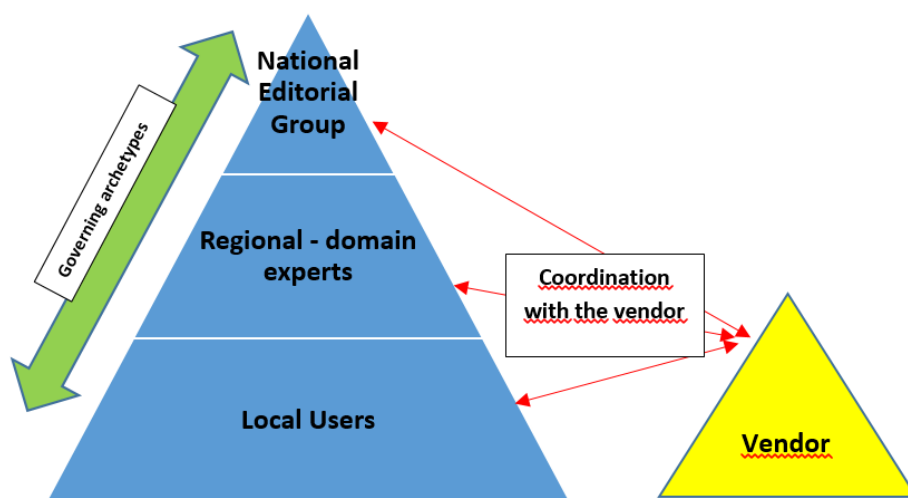 National
Editorial
Group
Governing archetypes
Regional - domain
experts
Coordination
with the vendor
Local Users
Vendor